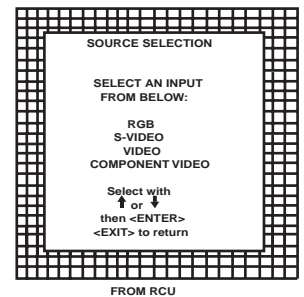 SOURCE SELECTION
SELECT AN INPUT
FROM BELOW:
RGB
S-VIDEO
VIDEO
COMPONENT VIDEO
Select with
↑ or ↓
then <ENTER>
<EXIT> to return
FROM RCU